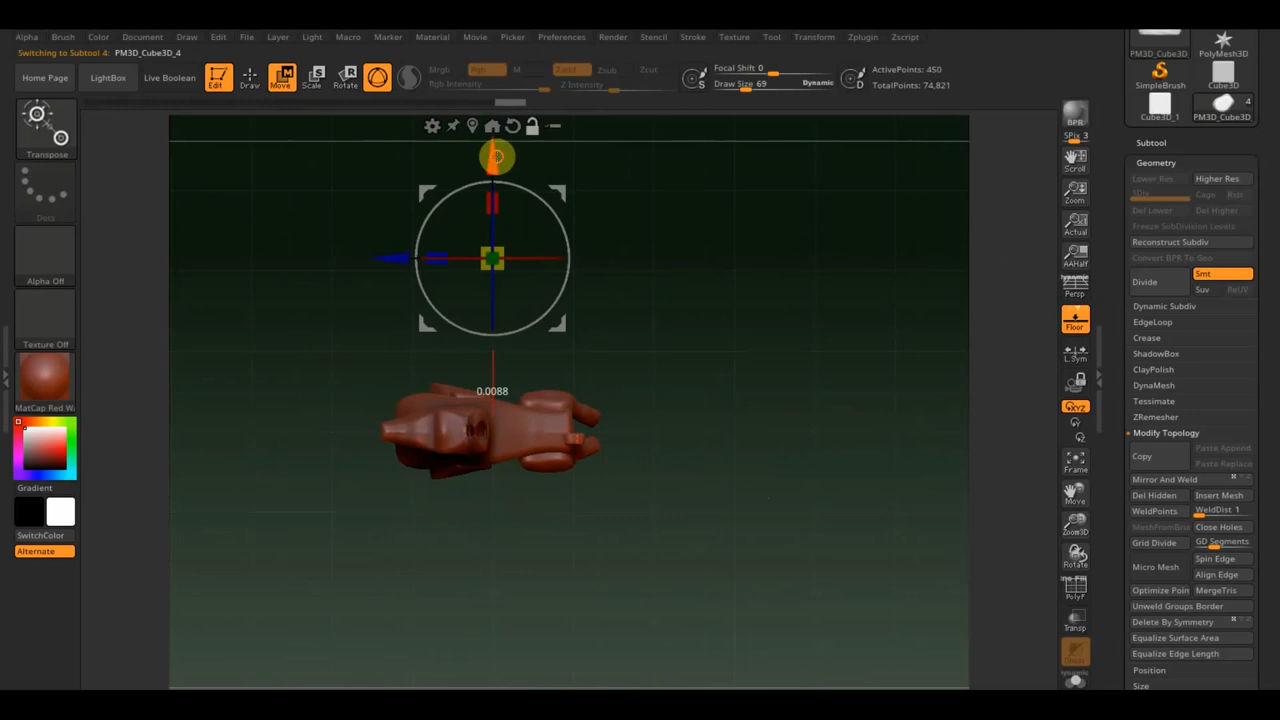 Alpha Brush Color Document Draw Edit File Layer Light Macro Marker Material Movie Picker Preferences Render Stencil Stroke Texture Tool Transform Zplugin Zscript
Switching to Subtool 4: PM3D_Cube3D_4
Home Page LightBox Live Boolean Edit Draw Move Scale Rotate
Mrgb Rgb M Zadd Zsub Zcut
Rgb Intensity Z Intensity
S Focal Shift 0
Draw Size 69 Dynamic
D ActivePoints: 450
TotalPoints: 74,821
PM3D_Cube3D PolyMesh3D
SimpleBrush Cube3D
Cube3D_1 4 PM3D_Cube3D
Transpose
Dots
Alpha Off
Texture Off
MatCap Red Wa
Gradient
SwitchColor
Alternate
0.0088
BPR
SPix 3
Scroll
Zoom
Actual
AAHalf
Persp
Floor
L.Sym
XYZ
Y
Z
Frame
Move
Zoom3D
Rotate
PolyF
Transp
Dynamic
Subtool
Geometry
Lower Res Higher Res
SDiv Cage Rstr
Del Lower Del Higher
Freeze SubDivision Levels
Reconstruct Subdiv
Convert BPR To Geo
Divide Smt
Suv ReUV
Dynamic Subdiv
EdgeLoop
Crease
ShadowBox
ClayPolish
DynaMesh
Tessimate
ZRemesher
Modify Topology
Copy Paste Append
Paste Replace
Mirror And Weld
Del Hidden Insert Mesh
WeldPoints WeldDist 1
MeshFromBru Close Holes
Grid Divide GD Segments
Micro Mesh Spin Edge
Align Edge
Optimize Poin MergeTris
Unweld Groups Border
Delete By Symmetry
Equalize Surface Area
Equalize Edge Length
Position
Size